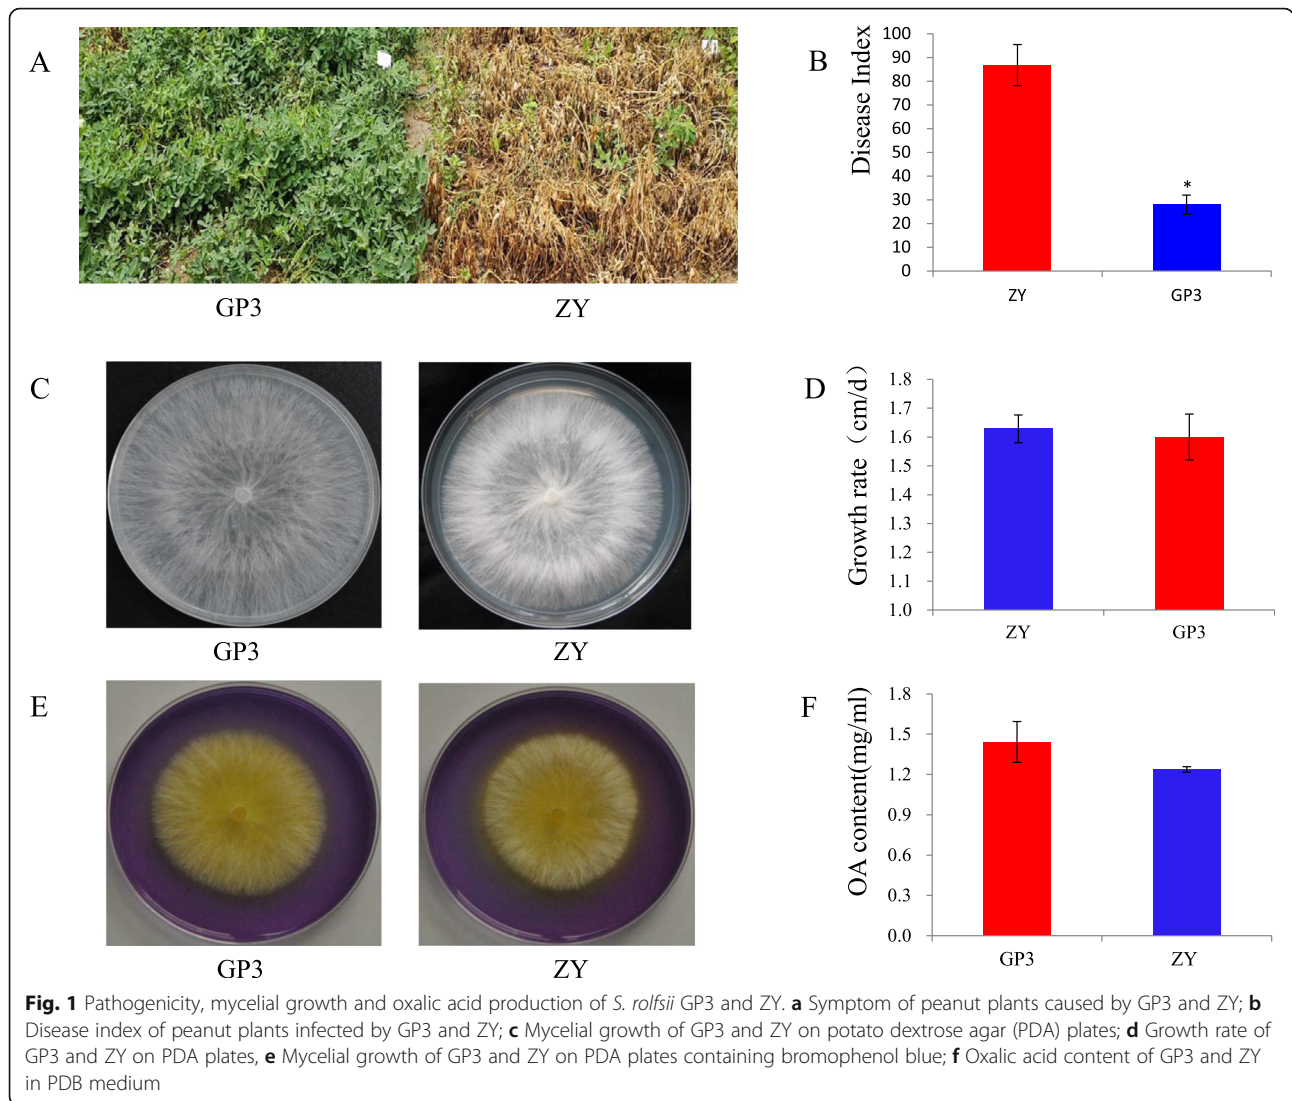 A
GP3
ZY
B
Disease Index
100
90
80
70
60
50
40
30
20
10
0
*
ZY
GP3
C
GP3
ZY
D
Growth rate（cm/d）
1.8
1.7
1.6
1.5
1.4
1.3
1.2
1.1
1.0
ZY
GP3
E
GP3
ZY
F
OA content(mg/ml)
1.8
1.5
1.2
0.9
0.6
0.3
0.0
GP3
ZY
Fig. 1 Pathogenicity, mycelial growth and oxalic acid production of S. rolfsii GP3 and ZY. a Symptom of peanut plants caused by GP3 and ZY; b
Disease index of peanut plants infected by GP3 and ZY; c Mycelial growth of GP3 and ZY on potato dextrose agar (PDA) plates; d Growth rate of
GP3 and ZY on PDA plates, e Mycelial growth of GP3 and ZY on PDA plates containing bromophenol blue; f Oxalic acid content of GP3 and ZY
in PDB medium